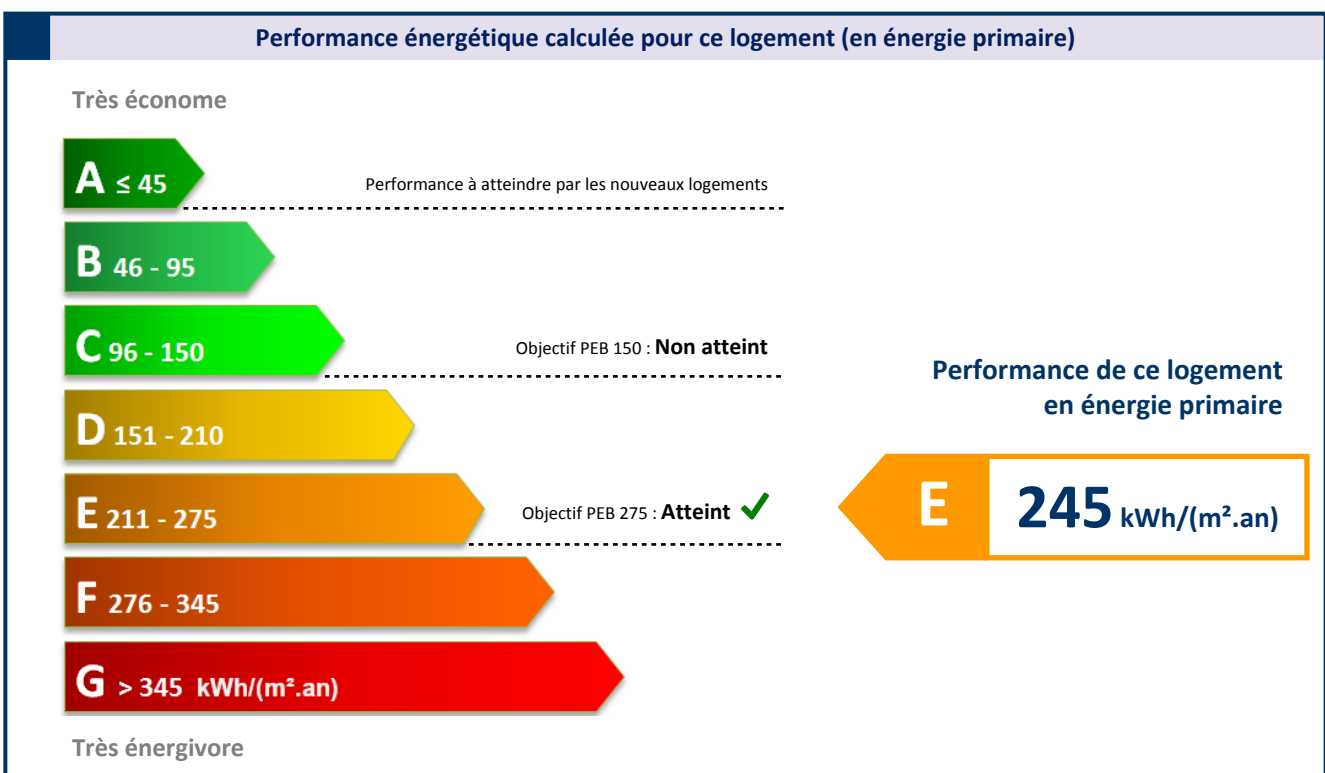 Performance énergétique calculée pour ce logement (en énergie primaire)
Très économe
A ≤ 45
Performance à atteindre par les nouveaux logements
B 46 - 95
C 96 - 150
Objectif PEB 150 : Non atteint
Performance de ce logement
en énergie primaire
D 151 - 210
E 211 - 275
Objectif PEB 275 : Atteint ✓
E 245 kWh/(m².an)
F 276 - 345
G > 345 kWh/(m².an)
Très énergivore